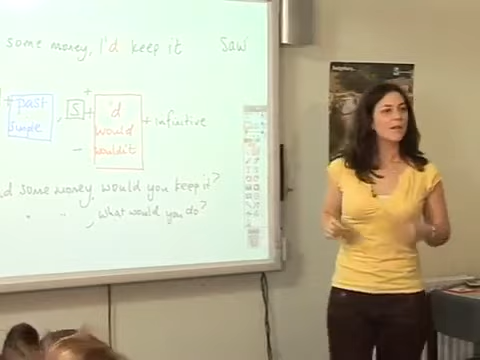 some money, I'd keep it Saw
+ past simple , S + 'd would wouldn't + infinitive
+
-
d some money, would you keep it?
" " , what would you do?